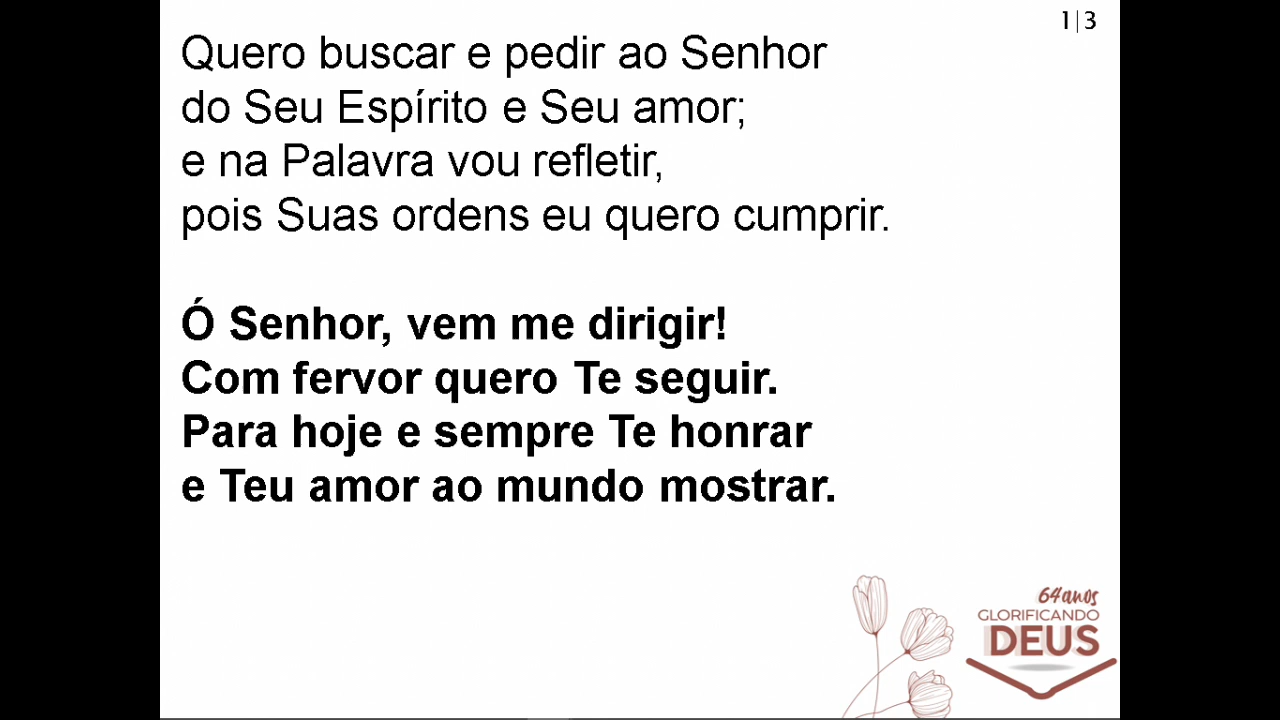 1|3
Quero buscar e pedir ao Senhor
do Seu Espírito e Seu amor;
e na Palavra vou refletir,
pois Suas ordens eu quero cumprir.
Ó Senhor, vem me dirigir!
Com fervor quero Te seguir.
Para hoje e sempre Te honrar
e Teu amor ao mundo mostrar.
64anos
GLORIFICANDO
DEUS